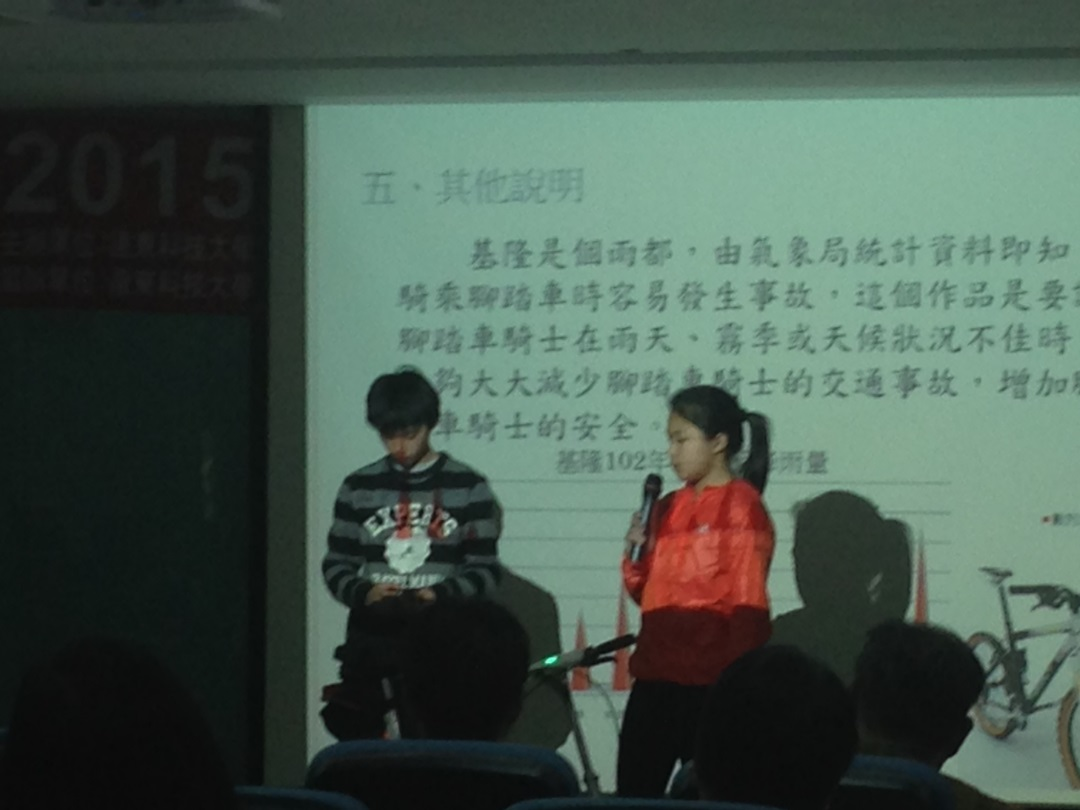 2015
五、其他說明
基隆是個雨都，由氣象局統計資料即知
騎乘腳踏車時容易發生事故，這個作品是要
腳踏車騎士在雨天、霧季或天候狀況不佳時
夠大大減少腳踏車騎士的交通事故，增加
車騎士的安全。
基隆102年 雨量
EXPERTS